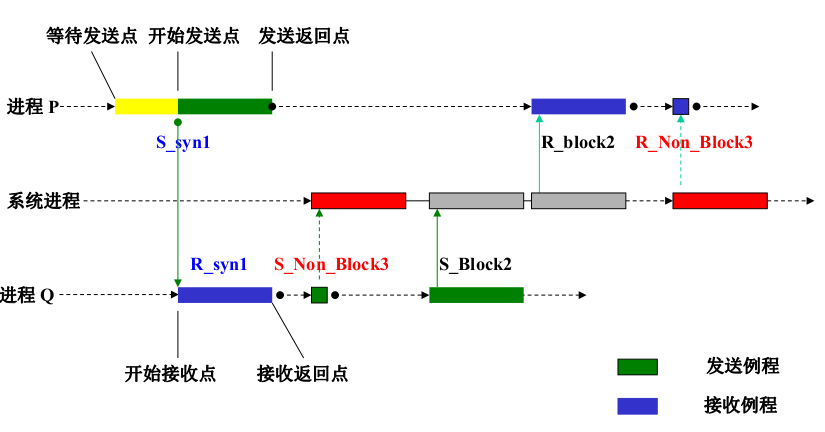 等待发送点 开始发送点 发送返回点
进程 P
S_syn1 R_block2 R_Non_Block3
系统进程
R_syn1 S_Non_Block3 S_Block2
进程 Q
开始接收点 接收返回点
发送例程
接收例程